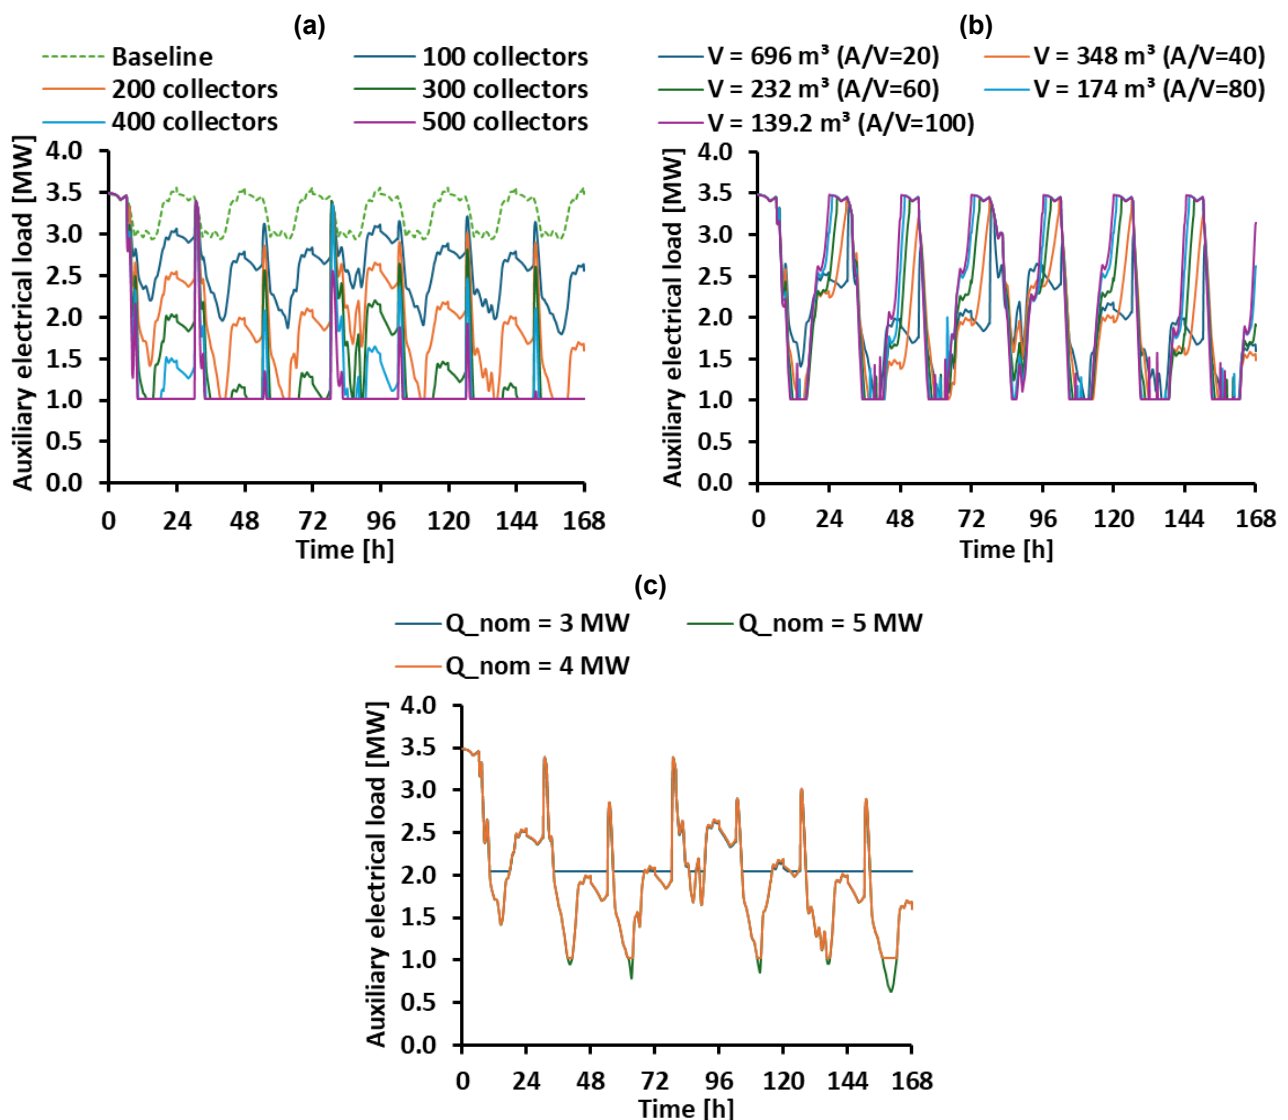 (a)
Baseline
100 collectors
200 collectors
300 collectors
400 collectors
500 collectors
Auxiliary electrical load [MW]
4.0
3.5
3.0
2.5
2.0
1.5
1.0
0.5
0.0
0 24 48 72 96 120 144 168
Time [h]
(b)
V = 696 m³ (A/V=20)
V = 348 m³ (A/V=40)
V = 232 m³ (A/V=60)
V = 174 m³ (A/V=80)
V = 139.2 m³ (A/V=100)
Auxiliary electrical load [MW]
4.0
3.5
3.0
2.5
2.0
1.5
1.0
0.5
0.0
0 24 48 72 96 120 144 168
Time [h]
(c)
Q_nom = 3 MW
Q_nom = 5 MW
Q_nom = 4 MW
Auxiliary electrical load [MW]
4.0
3.5
3.0
2.5
2.0
1.5
1.0
0.5
0.0
0 24 48 72 96 120 144 168
Time [h]